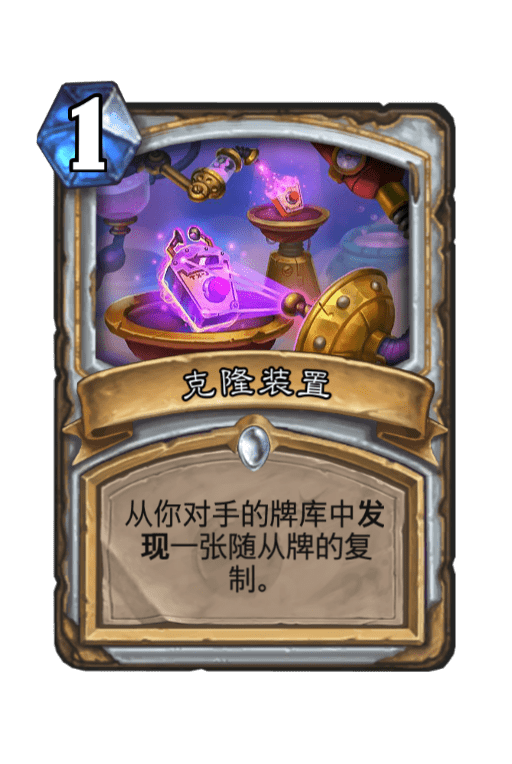 1
克隆装置
从你对手的牌库中发
现一张随从牌的复
制。